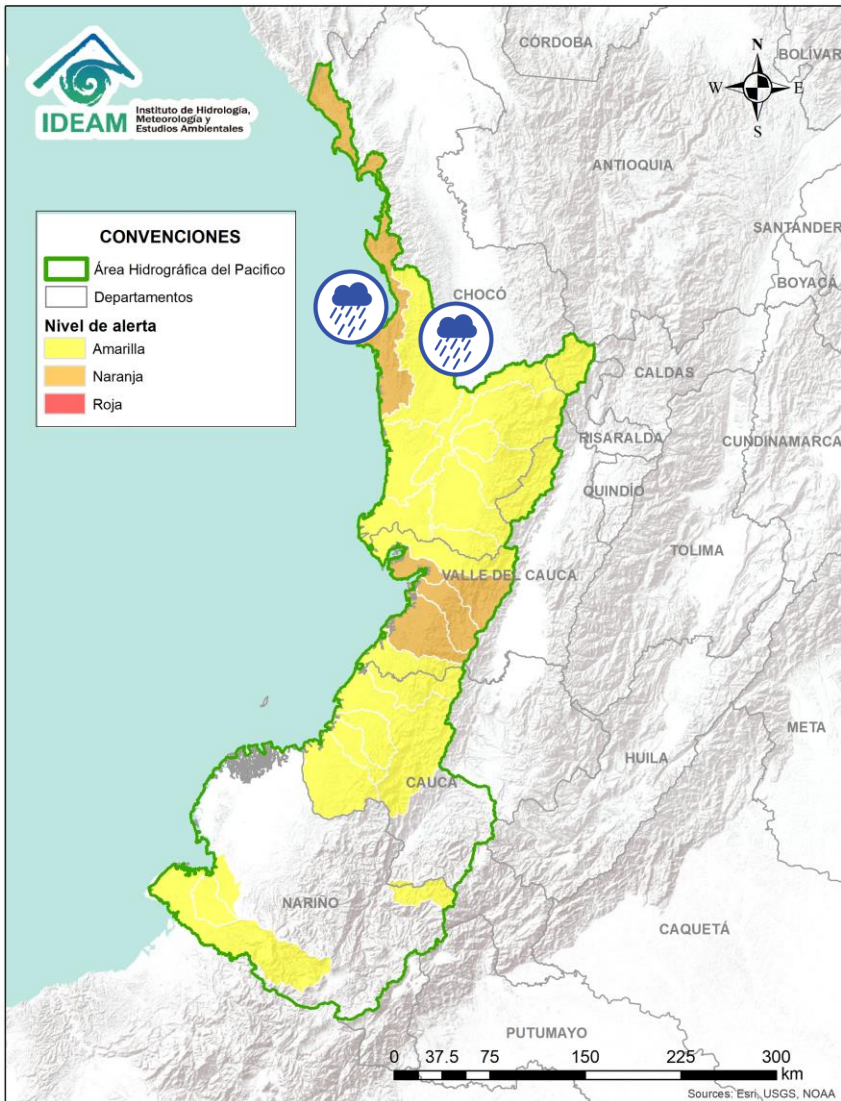 IDEAM
Instituto de Hidrología,
Meteorología y
Estudios Ambientales
CÓRDOBA
BOLÍVAR
N
W
E
S
ANTIOQUIA
SANTANDER
BOYACÁ
CONVENCIONES
Área Hidrográfica del Pacifico
Departamentos
Nivel de alerta
Amarilla
Naranja
Roja
CHOCÓ
CALDAS
RISARALDA
CUNDINAMARCA
QUINDÍO
TOLIMA
VALLE DEL CAUCA
META
HUILA
CAUCA
NARIÑO
CAQUETÁ
PUTUMAYO
0 37.5 75 150 225 300
km
Sources: Esri, USGS, NOAA